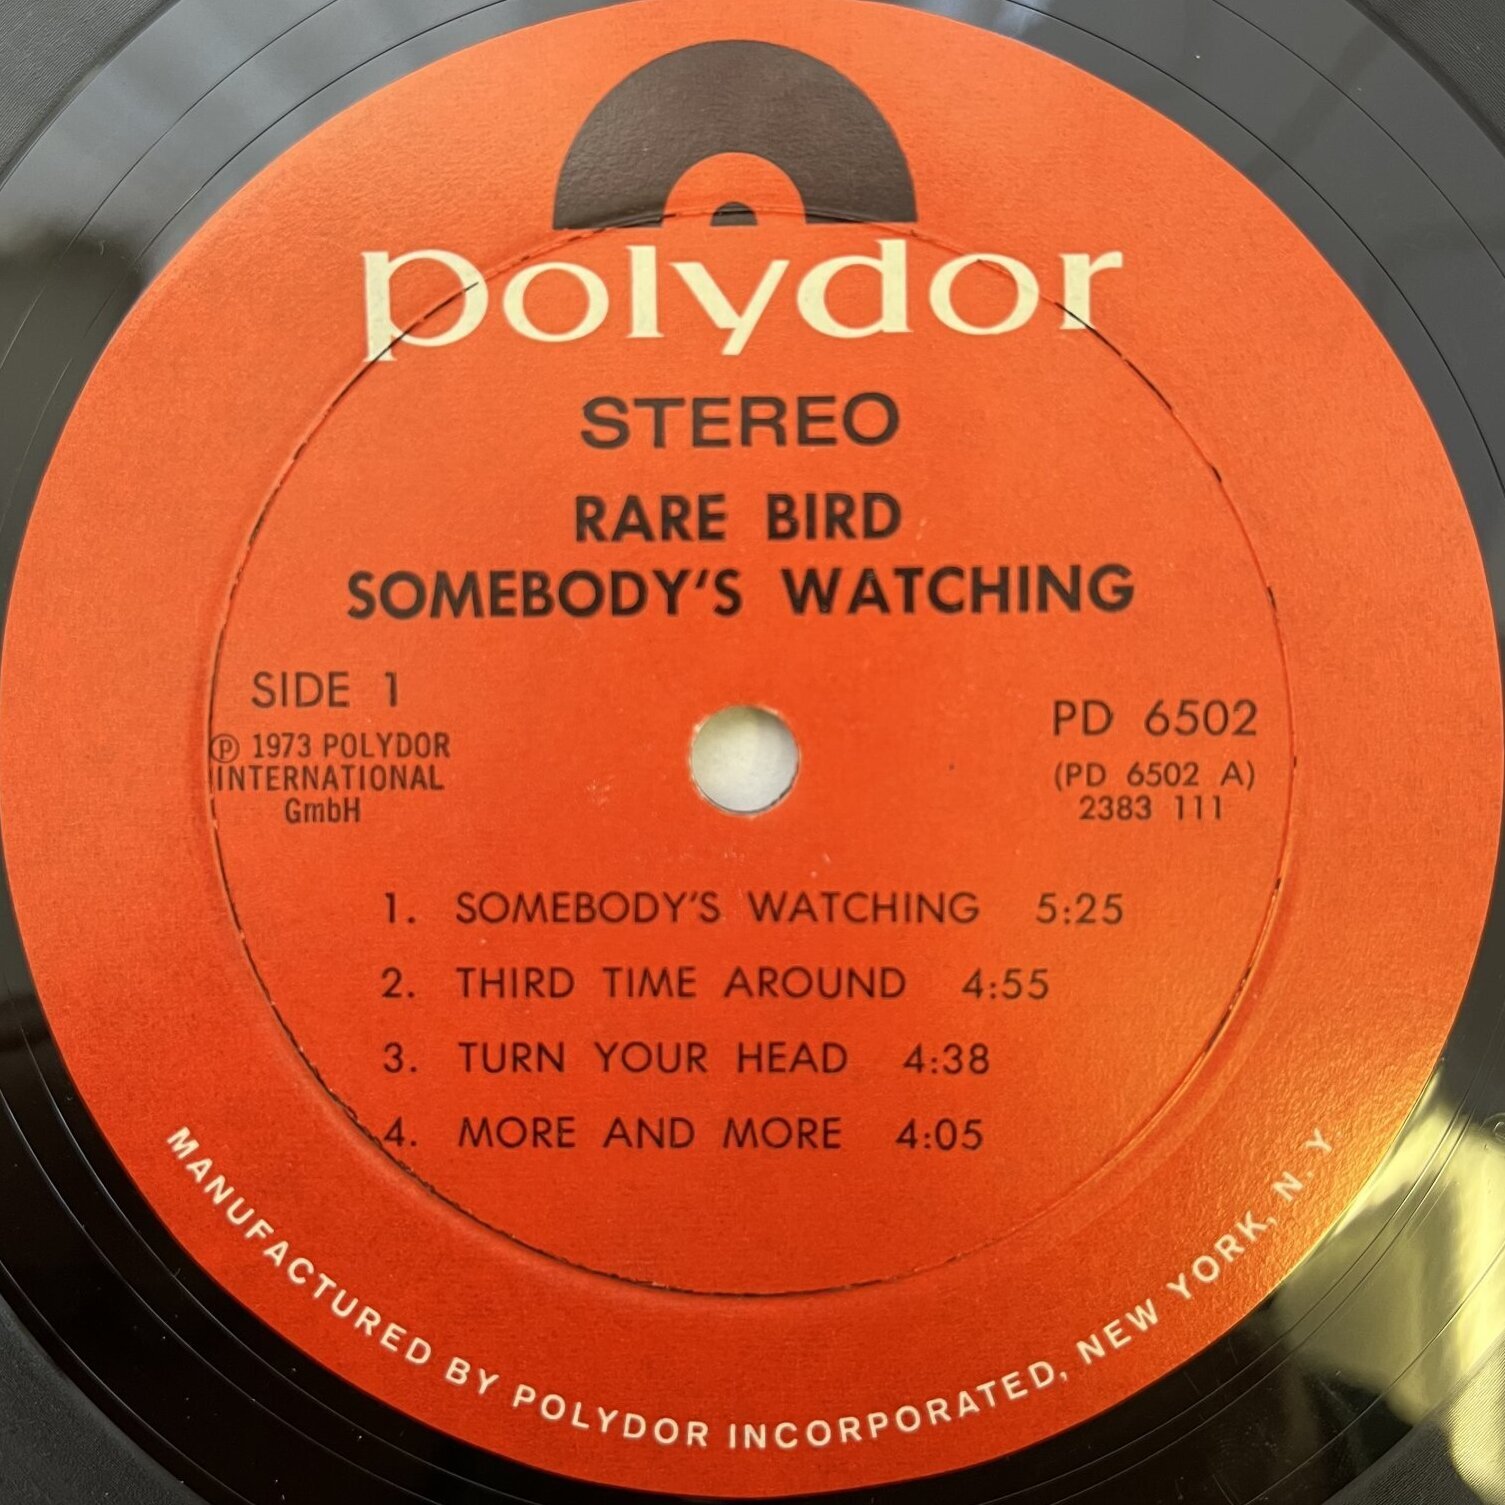 polydor
STEREO
RARE BIRD
SOMEBODY'S WATCHING
SIDE 1
℗ 1973 POLYDOR
INTERNATIONAL
GmbH
PD 6502
(PD 6502 A)
2383 111
1. SOMEBODY'S WATCHING 5:25
2. THIRD TIME AROUND 4:55
3. TURN YOUR HEAD 4:38
4. MORE AND MORE 4:05
MANUFACTURED BY POLYDOR INCORPORATED, NEW YORK, N. Y.